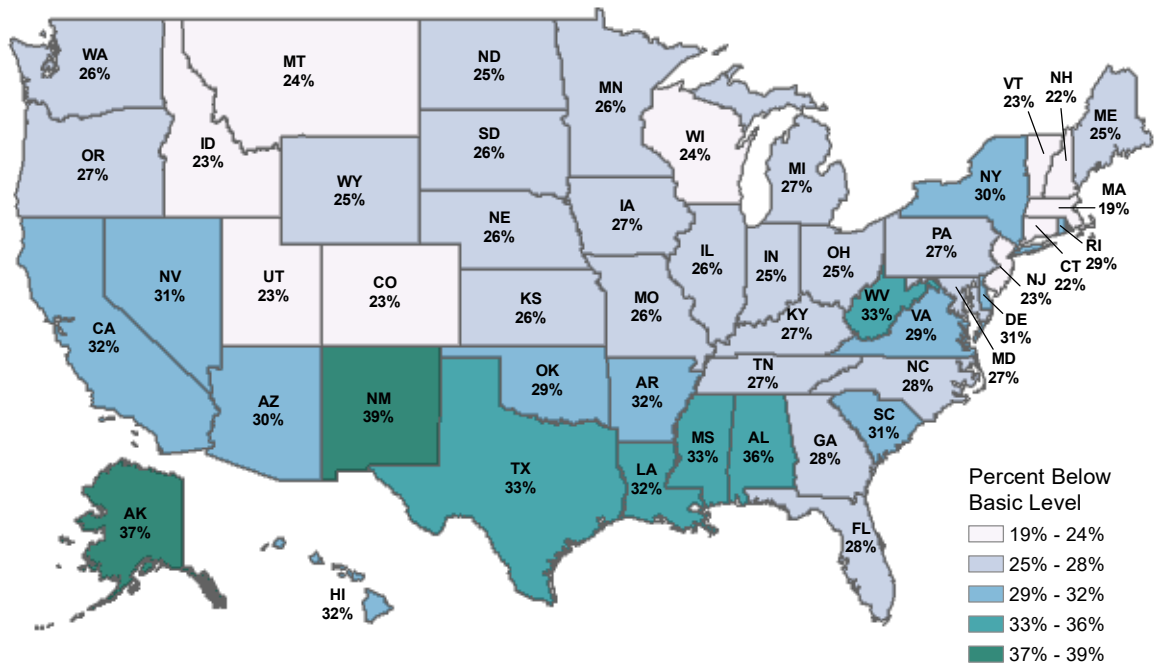 WA
26%
MT
24%
ND
25%
MN
26%
VT
23%
NH
22%
ME
25%
OR
27%
ID
23%
SD
26%
WI
24%
WY
25%
MI
27%
NY
30%
MA
19%
NE
26%
IA
27%
PA
27%
RI
29%
NV
31%
UT
23%
CO
23%
IL
26%
IN
25%
OH
25%
NJ
23%
CT
22%
CA
32%
KS
26%
MO
26%
KY
27%
WV
33%
VA
29%
DE
31%
MD
27%
AZ
30%
NM
39%
OK
29%
AR
32%
TN
27%
NC
28%
SC
31%
TX
33%
LA
32%
MS
33%
AL
36%
GA
28%
AK
37%
HI
32%
FL
28%
Percent Below
Basic Level
19% - 24%
25% - 28%
29% - 32%
33% - 36%
37% - 39%